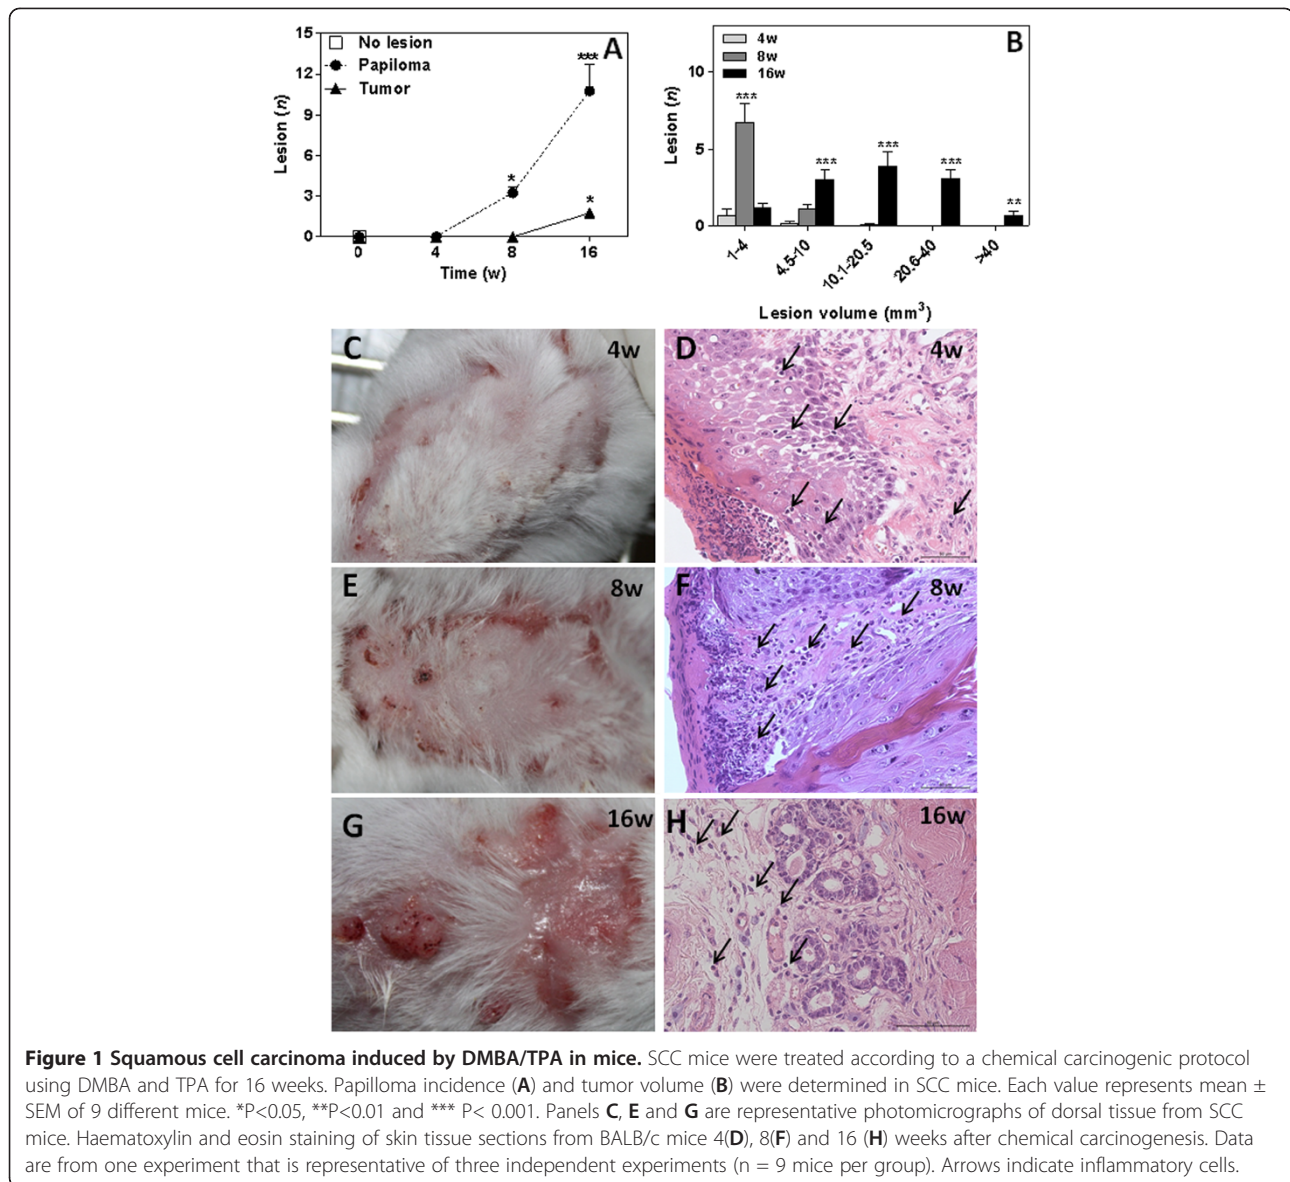 A
15
12
9
6
3
0
Lesion (n)
No lesion
Papiloma
Tumor
*
***
*
0 4 8 16
Time (w)
B
10
5
0
Lesion (n)
4w
8w
16w
***
***
***
***
**
1-4 4.5-10 10.1-20.5 20.6-40 >40
Lesion volume (mm³)
C 4w
D 4w
E 8w
F 8w
G 16w
H 16w
Figure 1 Squamous cell carcinoma induced by DMBA/TPA in mice. SCC mice were treated according to a chemical carcinogenic protocol
using DMBA and TPA for 16 weeks. Papilloma incidence (A) and tumor volume (B) were determined in SCC mice. Each value represents mean ±
SEM of 9 different mice. *P<0.05, **P<0.01 and *** P< 0.001. Panels C, E and G are representative photomicrographs of dorsal tissue from SCC
mice. Haematoxylin and eosin staining of skin tissue sections from BALB/c mice 4(D), 8(F) and 16 (H) weeks after chemical carcinogenesis. Data
are from one experiment that is representative of three independent experiments (n = 9 mice per group). Arrows indicate inflammatory cells.